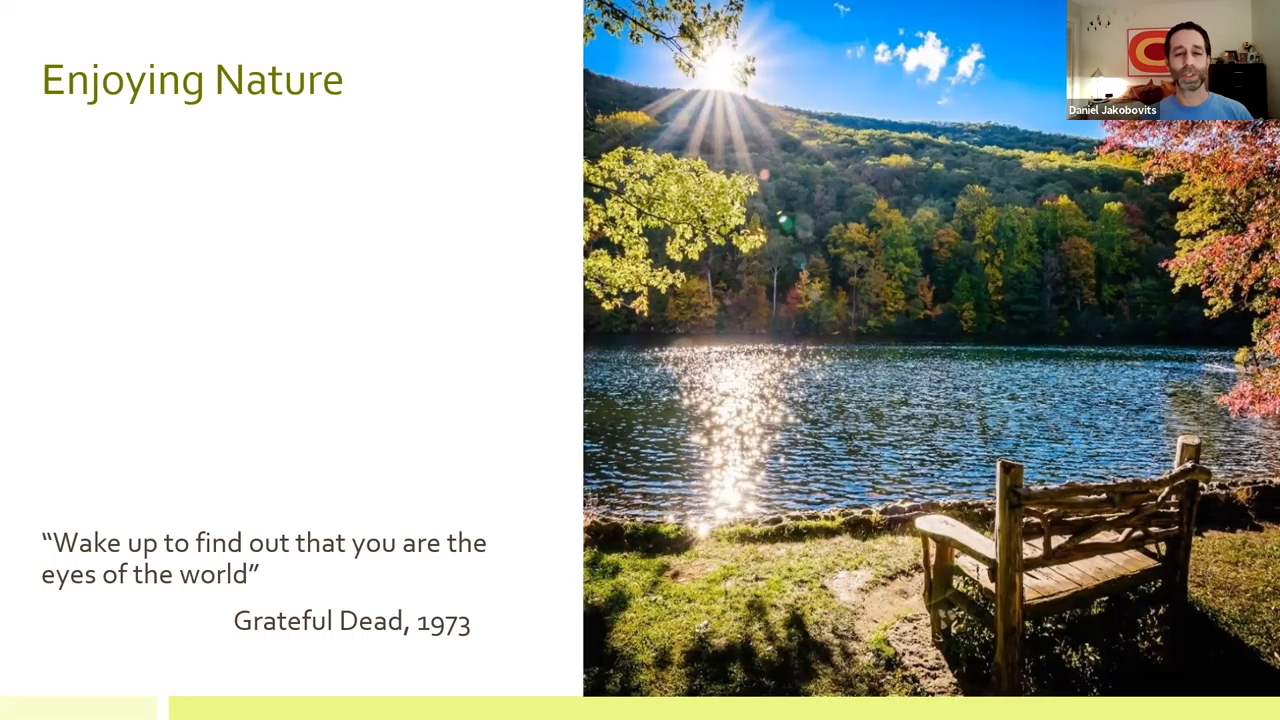 Enjoying Nature
Daniel Jakobovits
“Wake up to find out that you are the
eyes of the world”
Grateful Dead, 1973